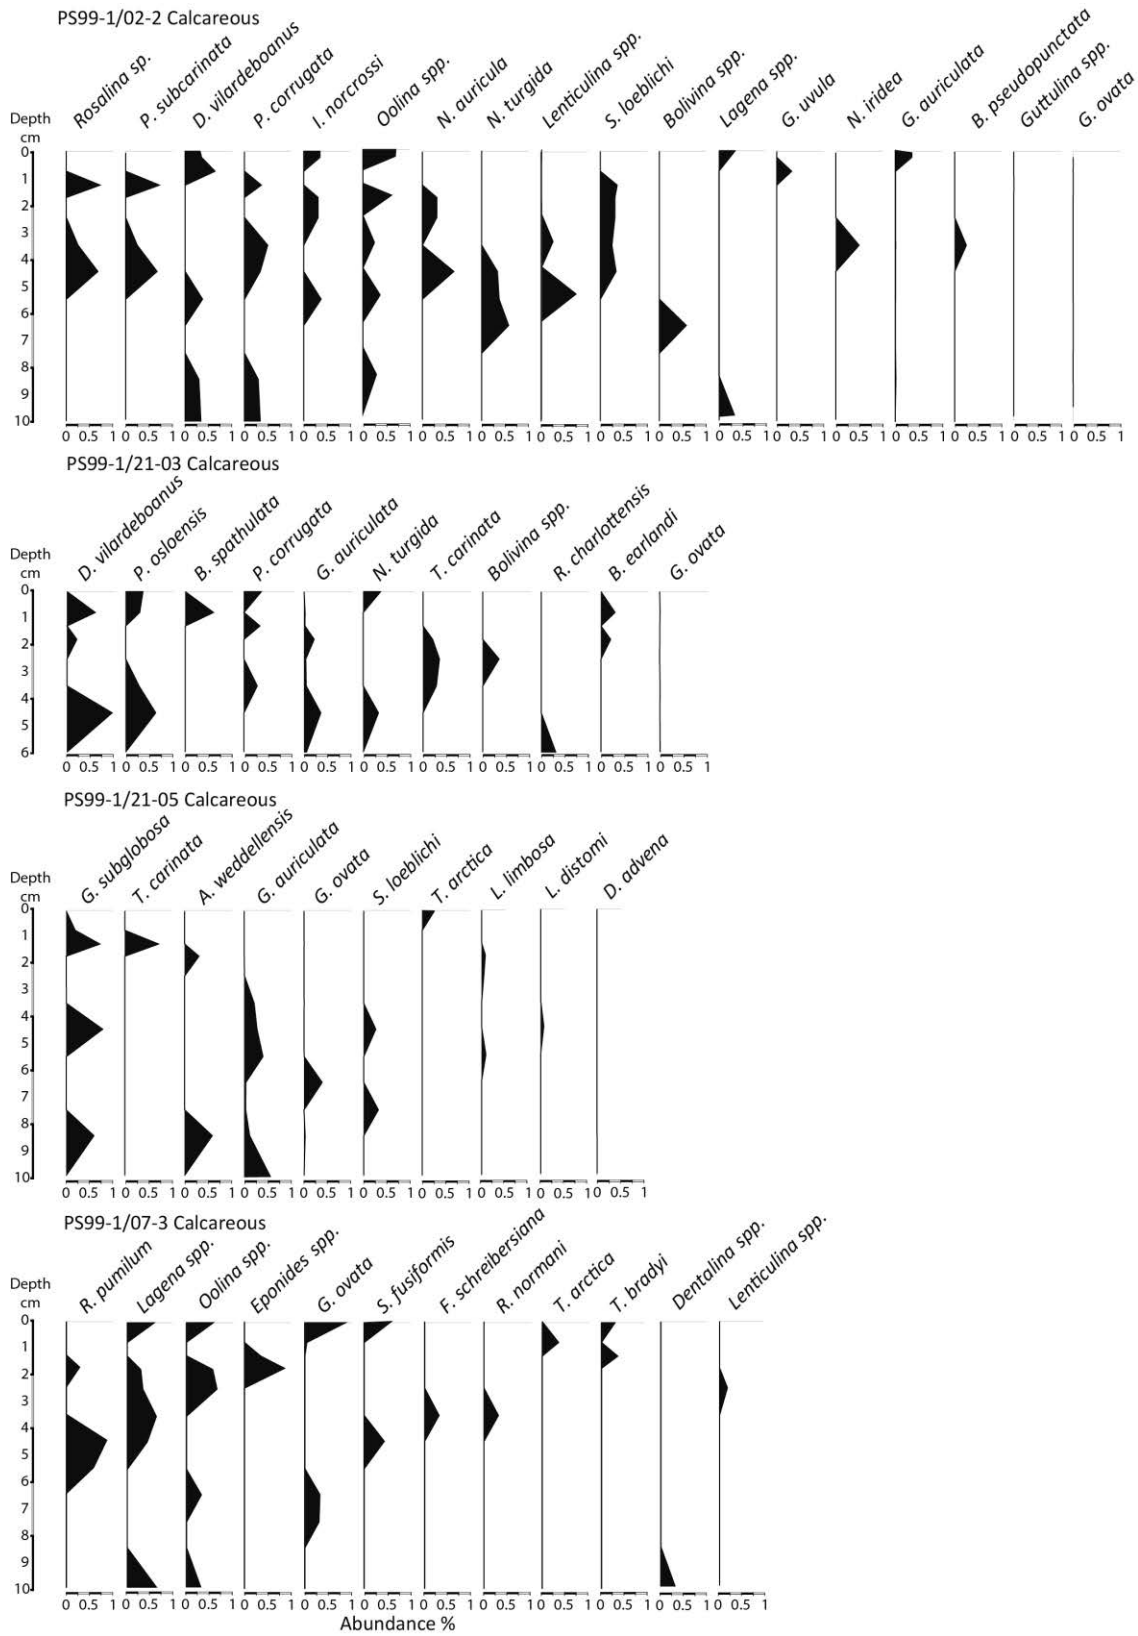 PS99-1/02-2 Calcareous
Rosalina sp. P. subcarinata D. vilardeboanus P. corrugata I. norcrossi Oolina spp. N. auricula N. turgida Lenticulina spp. S. loeblichi Bolivina spp. Lagena spp. G. uvula N. iridea G. auriculata B. pseudopunctata Guttulina spp. G. ovata
Depth
cm
0
1
2
3
4
5
6
7
8
9
10
0 0.5 1 0 0.5 1 0 0.5 1 0 0.5 1 0 0.5 1 0 0.5 1 0 0.5 1 0 0.5 1 0 0.5 1 0 0.5 1 0 0.5 1 0 0.5 1 0 0.5 1 0 0.5 1 0 0.5 1 0 0.5 1 0 0.5 1 0 0.5 1
PS99-1/21-03 Calcareous
D. vilardeboanus P. osloensis B. spathulata P. corrugata G. auriculata N. turgida T. carinata Bolivina spp. R. charlottensis B. earlandi G. ovata
Depth
cm
0
1
2
3
4
5
6
0 0.5 1 0 0.5 1 0 0.5 1 0 0.5 1 0 0.5 1 0 0.5 1 0 0.5 1 0 0.5 1 0 0.5 1 0 0.5 1 0 0.5 1
PS99-1/21-05 Calcareous
G. subglobosa T. carinata A. weddellensis G. auriculata G. ovata S. loeblichi T. arctica L. limbosa L. distomi D. advena
Depth
cm
0
1
2
3
4
5
6
7
8
9
10
0 0.5 1 0 0.5 1 0 0.5 1 0 0.5 1 0 0.5 1 0 0.5 1 0 0.5 1 0 0.5 1 0 0.5 1 0 0.5 1
PS99-1/07-3 Calcareous
R. pumilum Lagena spp. Oolina spp. Eponides spp. G. ovata S. fusiformis F. schreibersiana R. normani T. arctica T. bradyi Dentalina spp. Lenticulina spp.
Depth
cm
0
1
2
3
4
5
6
7
8
9
10
0 0.5 1 0 0.5 1 0 0.5 1 0 0.5 1 0 0.5 1 0 0.5 1 0 0.5 1 0 0.5 1 0 0.5 1 0 0.5 1 0 0.5 1 0 0.5 1
Abundance %